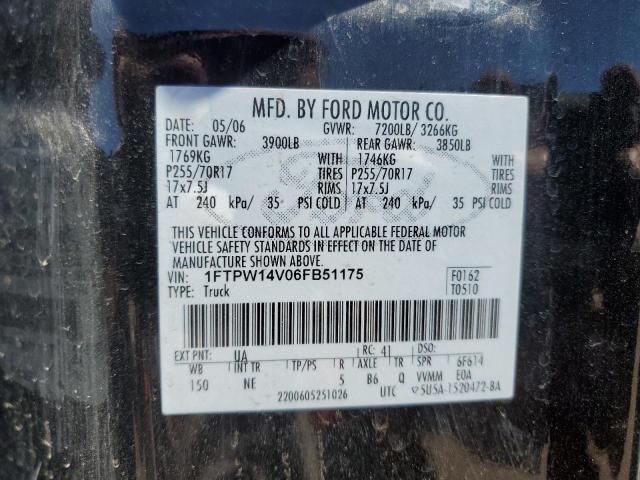 MFD. BY FORD MOTOR CO.
DATE: 05/06 GVWR: 7200LB/ 3266KG
FRONT GAWR: 3900LB REAR GAWR: 3850LB
1769KG WITH 1746KG WITH
P255/70R17 TIRES P255/70R17 TIRES
17x7.5J RIMS 17x7.5J RIMS
AT 240 kPa/ 35 PSI COLD AT 240 kPa/ 35 PSI COLD
THIS VEHICLE CONFORMS TO ALL APPLICABLE FEDERAL MOTOR
VEHICLE SAFETY STANDARDS IN EFFECT ON THE DATE OF
MANUFACTURE SHOWN ABOVE.
VIN: 1FTPW14V06FB51175 F0162
TYPE: Truck T0510
EXT PNT: UA RC: 41 DSO:
WB INT TR TP/PS R AXLE TR SPR 6F614
150 NE 5 B6 Q VVMM EOA
2200605251026 UTC 5U5A-1520472-BA